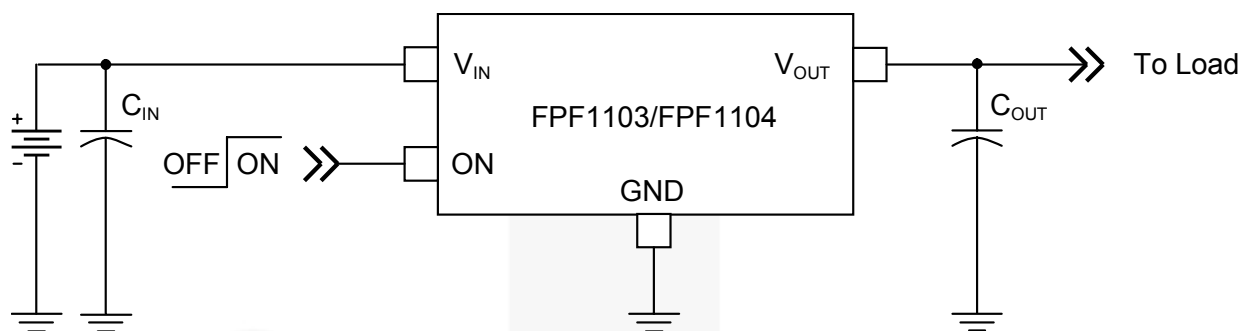 V_IN
V_OUT
To Load
+
C_IN
C_OUT
FPF1103/FPF1104
−
OFF ON
ON
GND